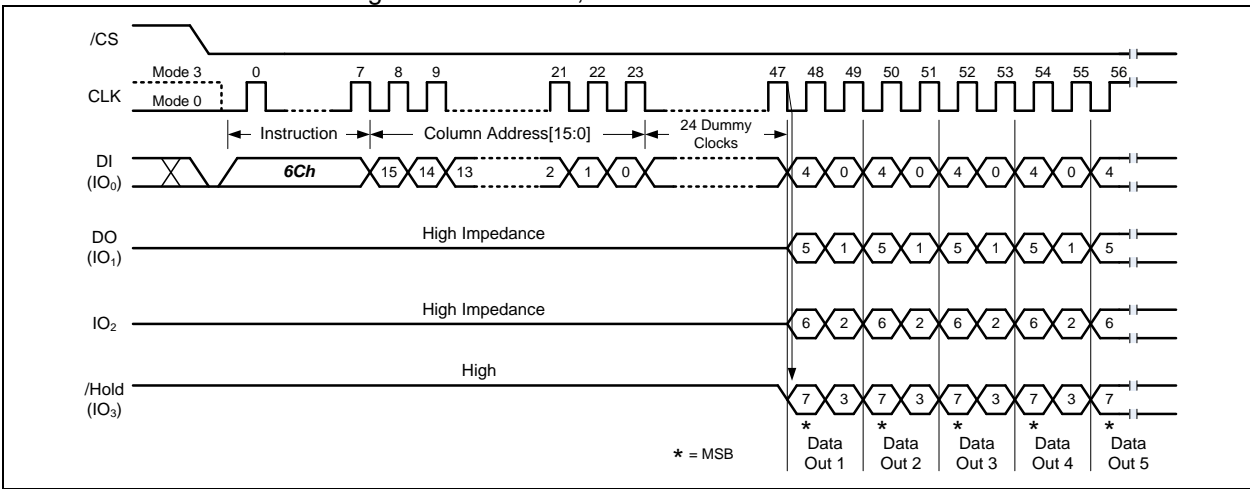 /CS
Mode 3 0 7 8 9 21 22 23 47 48 49 50 51 52 53 54 55 56
CLK
Mode 0
Instruction Column Address[15:0] 24 Dummy
Clocks
DI
(IO0) 6Ch 15 14 13 2 1 0 4 0 4 0 4 0 4 0 4
High Impedance
DO
(IO1) 5 1 5 1 5 1 5 1 5
High Impedance
IO2 6 2 6 2 6 2 6 2 6
High
/Hold
(IO3) 7 3 7 3 7 3 7 3 7
* * * * *
* = MSB
Data Data Data Data Data
Out 1 Out 2 Out 3 Out 4 Out 5